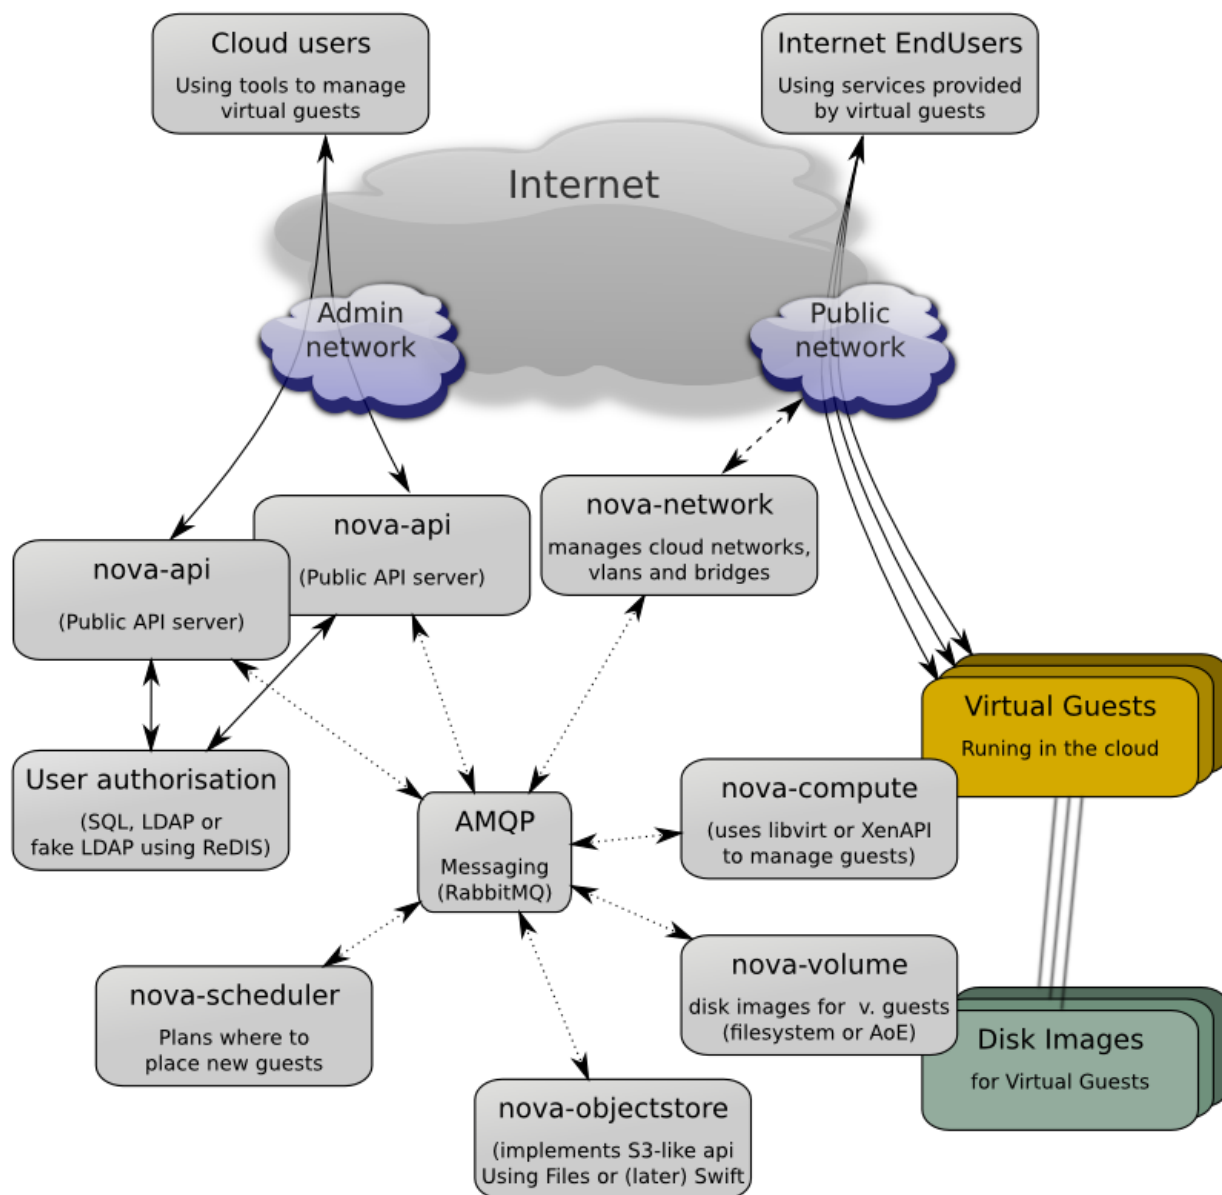 Cloud users
Using tools to manage
virtual guests
Internet EndUsers
Using services provided
by virtual guests
Internet
Admin
network
Public
network
nova-api
(Public API server)
nova-api
(Public API server)
nova-network
manages cloud networks,
vlans and bridges
Virtual Guests
Runing in the cloud
User authorisation
(SQL, LDAP or
fake LDAP using ReDIS)
AMQP
Messaging
(RabbitMQ)
nova-compute
(uses libvirt or XenAPI
to manage guests)
nova-scheduler
Plans where to
place new guests
nova-volume
disk images for v. guests
(filesystem or AoE)
Disk Images
for Virtual Guests
nova-objectstore
(implements S3-like api
Using Files or (later) Swift